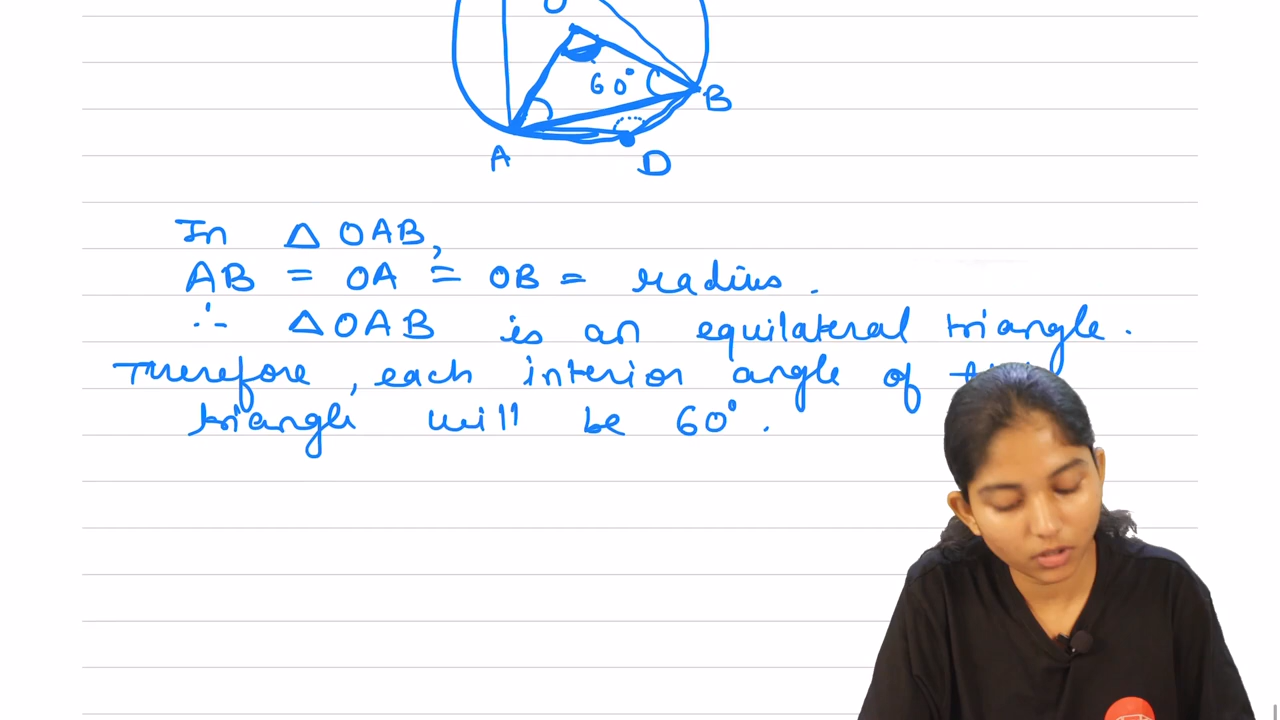 O
60°
B
A
D
In △ OAB,
AB = OA = OB = radius.
∴ △OAB is an equilateral triangle.
Therefore, each interior angle of
triangle will be 60°.